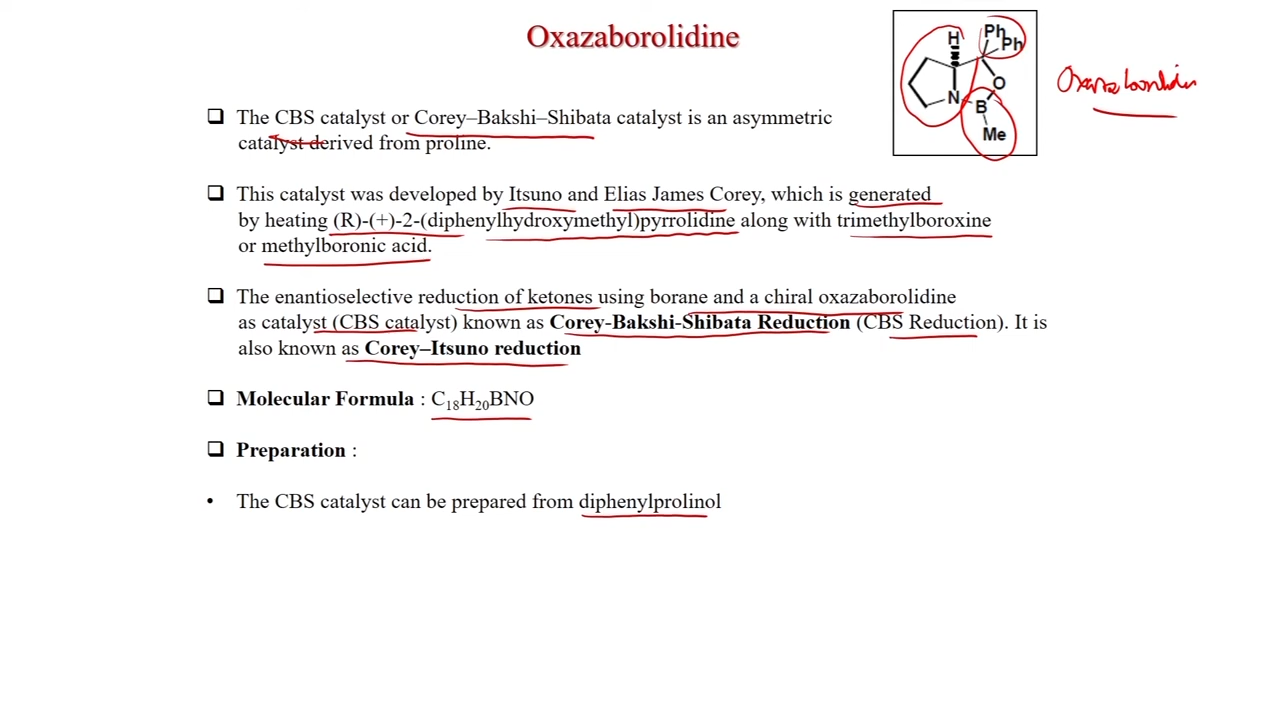 Oxazaborolidine
H
Ph
Ph
O
N
B
Me
❑ The CBS catalyst or Corey–Bakshi–Shibata catalyst is an asymmetric
catalyst derived from proline.
❑ This catalyst was developed by Itsuno and Elias James Corey, which is generated
by heating (R)-(+)-2-(diphenylhydroxymethyl)pyrrolidine along with trimethylboroxine
or methylboronic acid.
❑ The enantioselective reduction of ketones using borane and a chiral oxazaborolidine
as catalyst (CBS catalyst) known as Corey-Bakshi-Shibata Reduction (CBS Reduction). It is
also known as Corey–Itsuno reduction
❑ Molecular Formula : C₁₈H₂₀BNO
❑ Preparation :
• The CBS catalyst can be prepared from diphenylprolinol